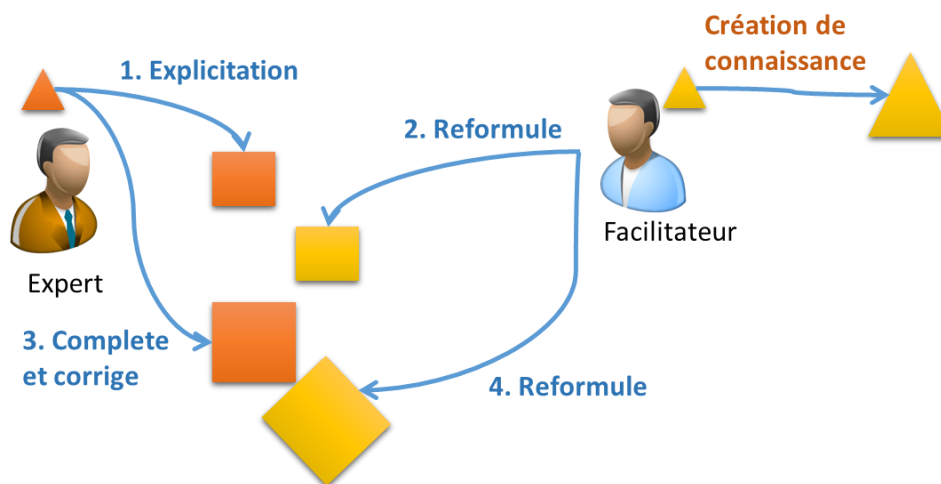 Création de
connaissance
1. Explicitation
2. Reformule
Facilitateur
Expert
3. Complete
et corrige
4. Reformule